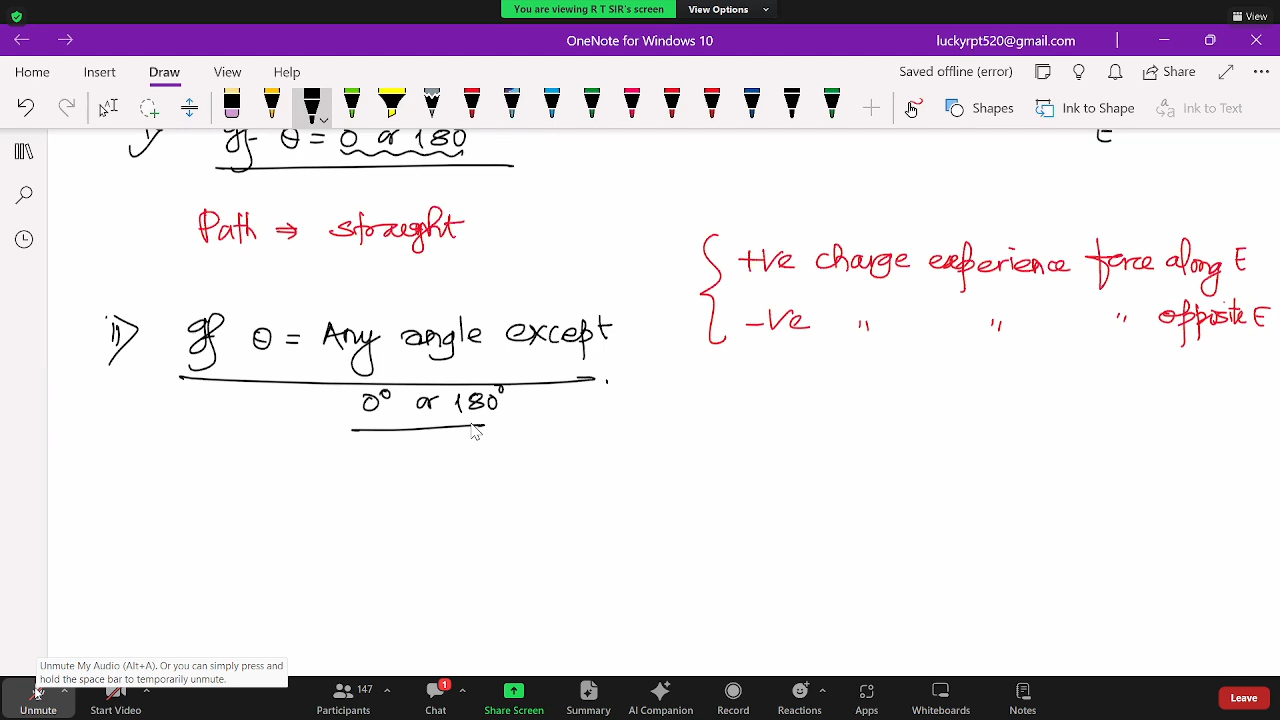 You are viewing R T SIR's screen View Options
View
OneNote for Windows 10 luckyrpt520@gmail.com
Home Insert Draw View Help Saved offline (error) Share
Shapes Ink to Shape Ink to Text
If θ = 0 or 180 E
Path ⇒ straight
+ve charge experience force along E
-ve " " " opposite E
ii) If θ = Any angle except
0° or 180°
Unmute My Audio (Alt+A). Or you can simply press and
hold the space bar to temporarily unmute.
147 1
Unmute Start Video Participants Chat Share Screen Summary AI Companion Record Reactions Apps Whiteboards Notes Leave